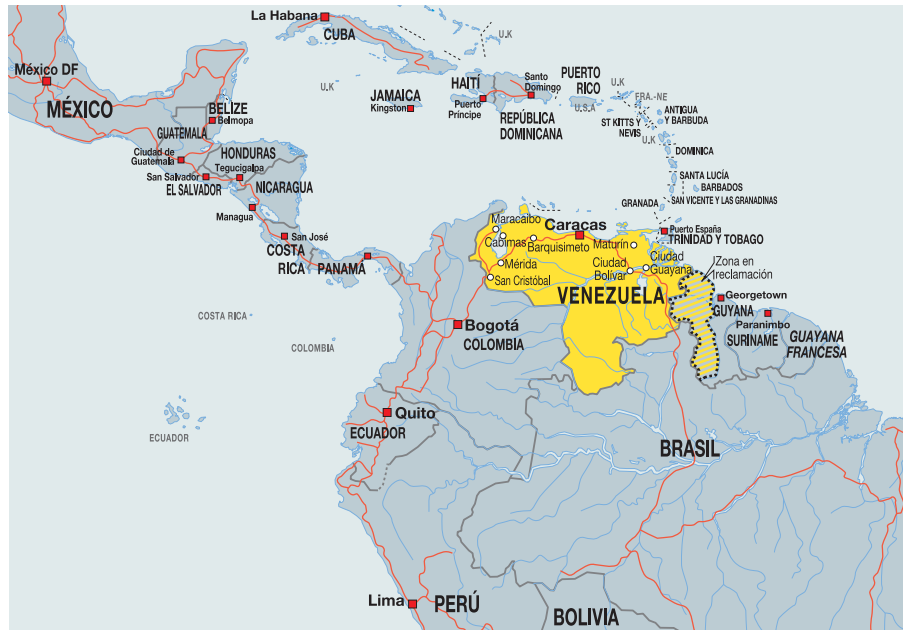 La Habana
CUBA
U.K
U.K
México DF
MÉXICO
BELIZE
Belmopa
GUATEMALA
Ciudad de
Guatemala
HONDURAS
Tegucigalpa
San Salvador
EL SALVADOR
NICARAGUA
Managua
San José
COSTA
RICA
PANAMÁ
U.K
JAMAICA
Kingston
HAITÍ
Puerto
Príncipe
Santo
Domingo
REPÚBLICA
DOMINICANA
PUERTO
RICO
U.S.A
U.K
FRA.-NE
ANTIGUA
Y BARBUDA
ST KITTS Y
NEVIS
U.K
DOMINICA
SANTA LUCÍA
BARBADOS
SAN VICENTE Y LAS GRANADINAS
GRANADA
Puerto España
TRINIDAD Y TOBAGO
Maracaibo
Cabimas
Barquisimeto
Caracas
Maturín
Mérida
San Cristóbal
Ciudad
Bolívar
Ciudad
Guayana
VENEZUELA
Zona en
reclamación
Georgetown
GUYANA
Paranimbo
SURINAME
GUAYANA
FRANCESA
COSTA RICA
COLOMBIA
Bogotá
COLOMBIA
ECUADOR
Quito
ECUADOR
BRASIL
Lima
PERÚ
BOLIVIA